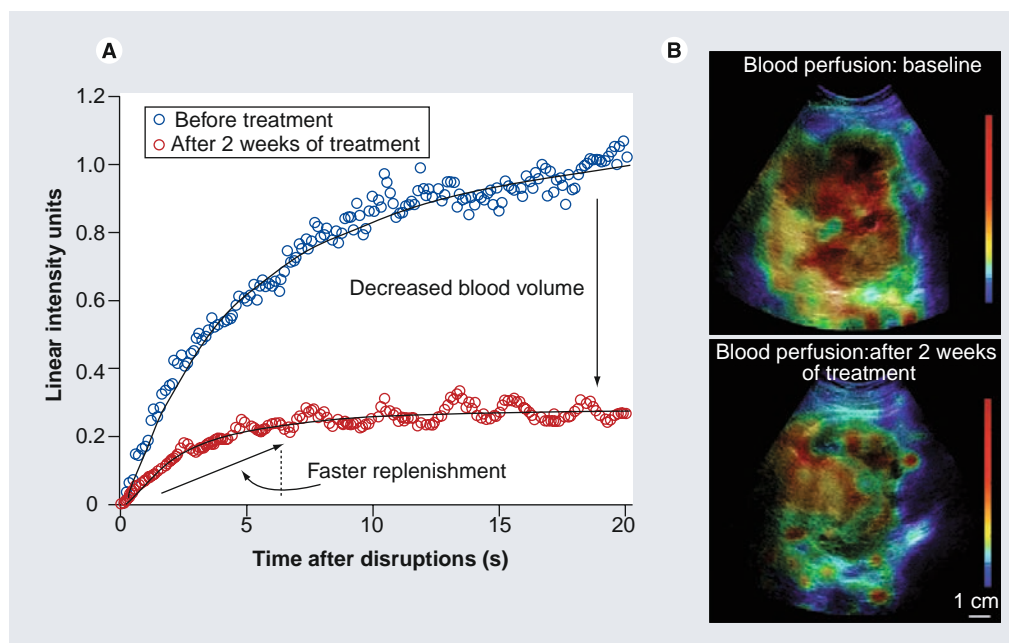 A
1.2
1.0
0.8
0.6
0.4
0.2
0
Linear intensity units
Before treatment
After 2 weeks of treatment
Decreased blood volume
Faster replenishment
0
5
10
15
20
Time after disruptions (s)
B
Blood perfusion: baseline
Blood perfusion:after 2 weeks
of treatment
1 cm